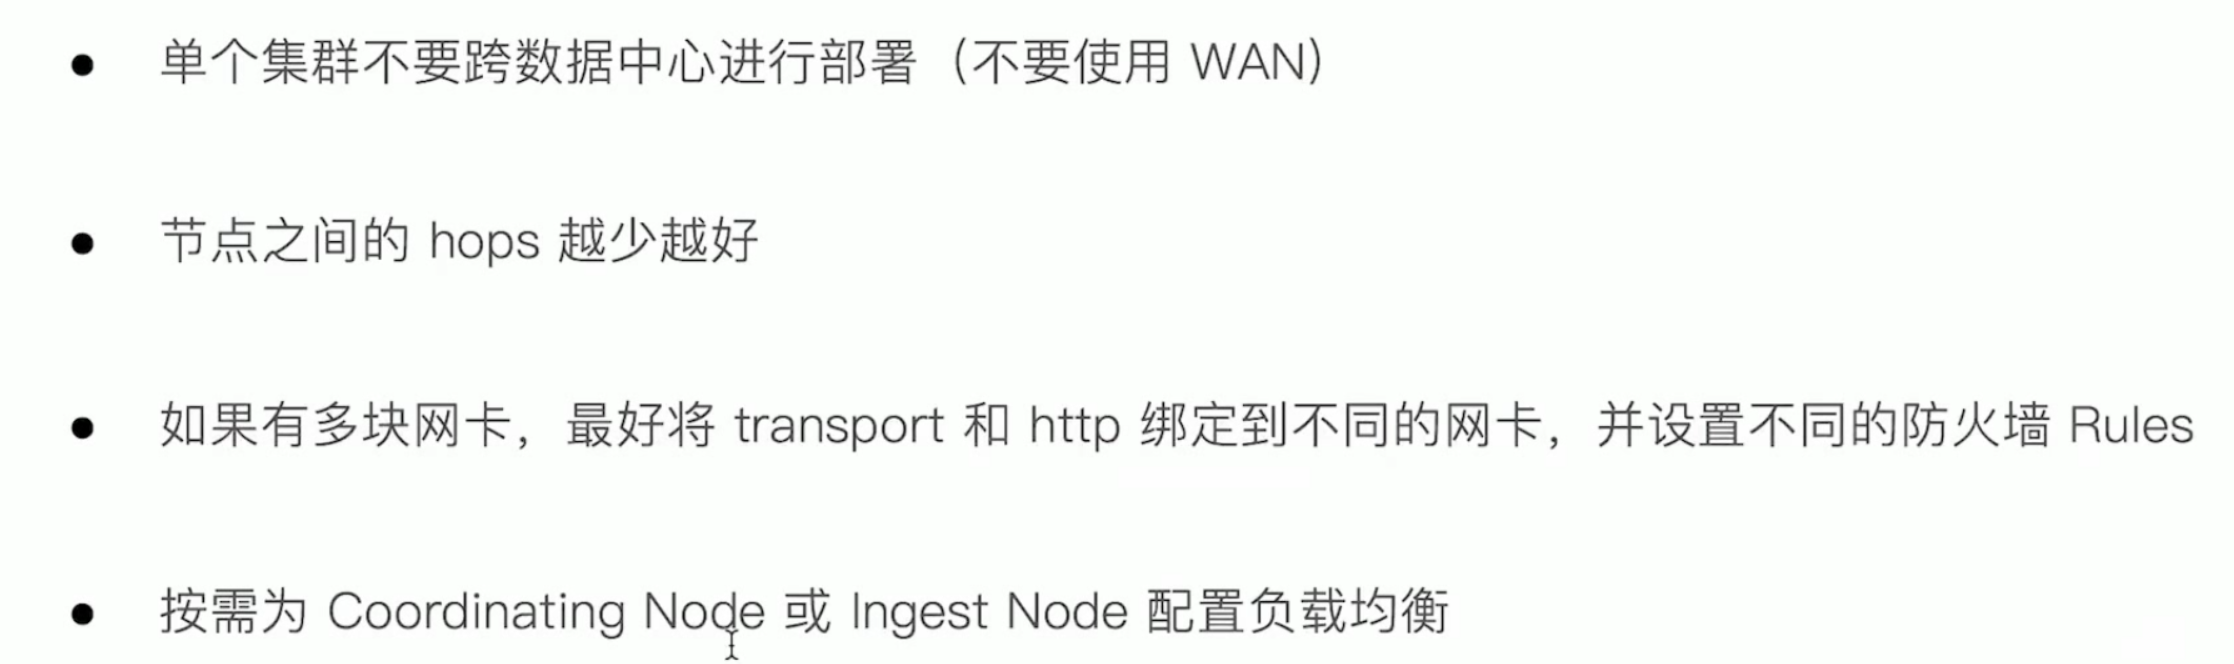 ● 单个集群不要跨数据中心进行部署（不要使用 WAN）
● 节点之间的 hops 越少越好
● 如果有多块网卡，最好将 transport 和 http 绑定到不同的网卡，并设置不同的防火墙 Rules
● 按需为 Coordinating Node 或 Ingest Node 配置负载均衡